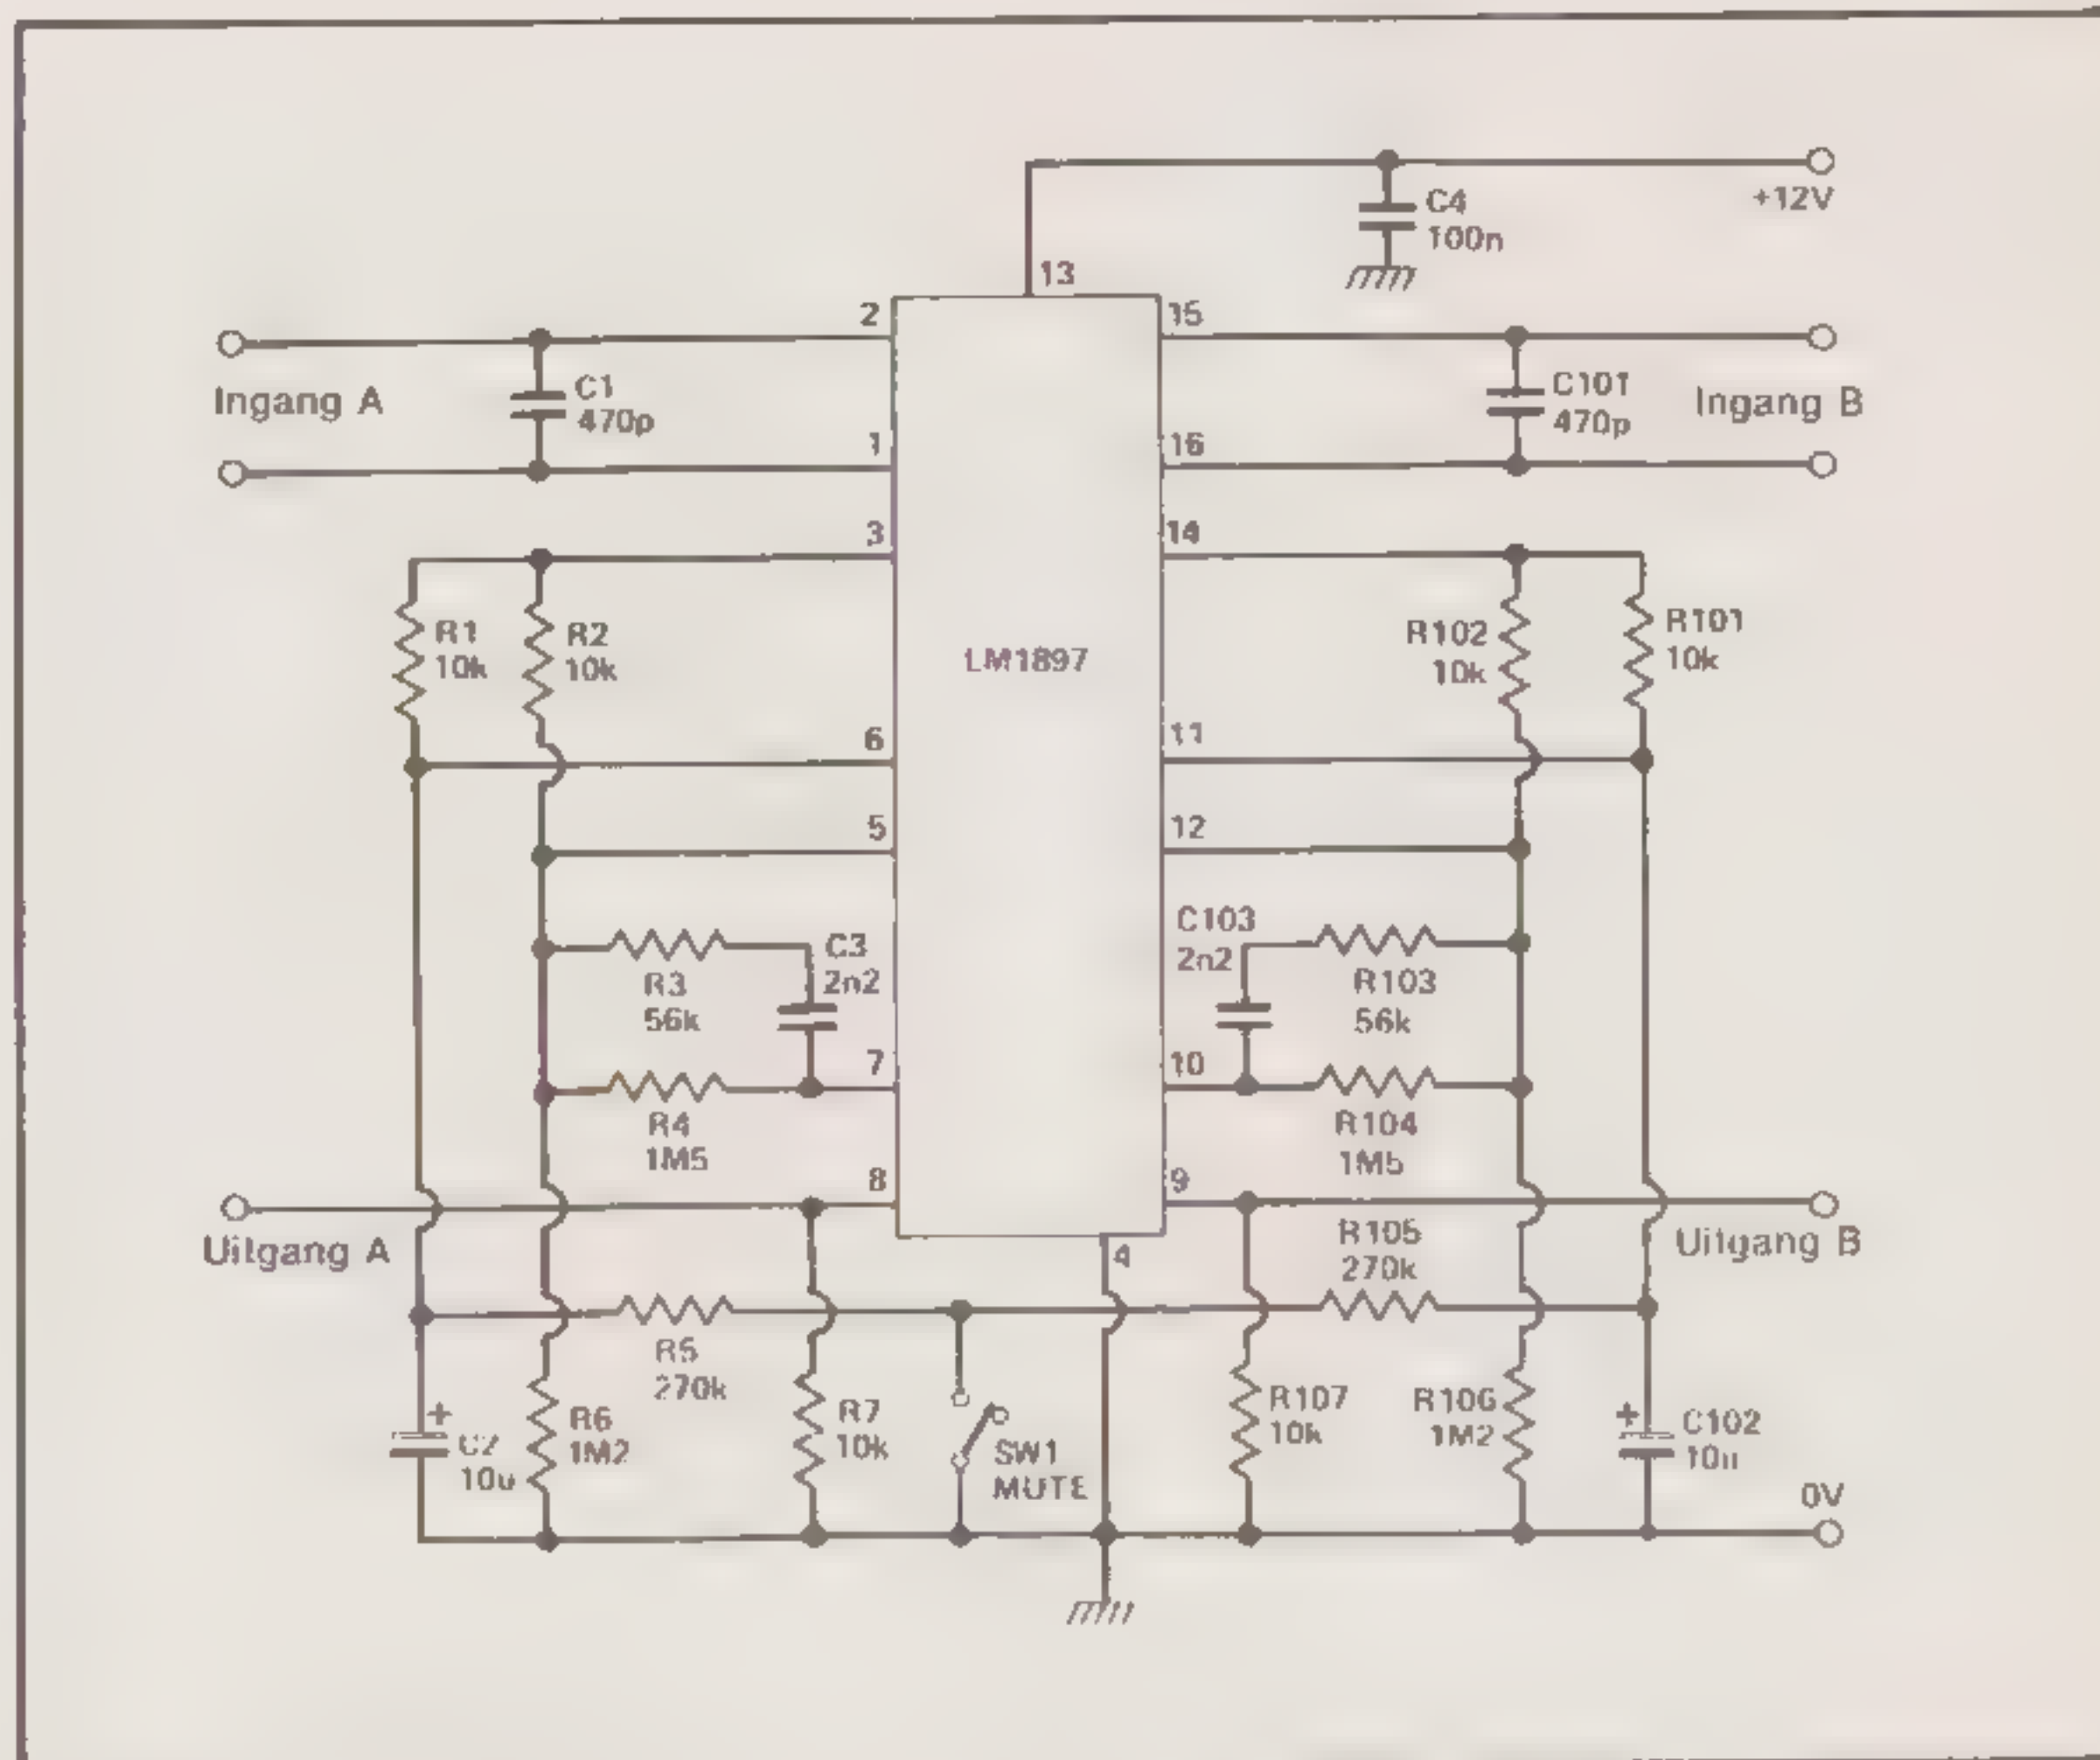 +12V
C4
100n
13
2
15
Ingang A
C1
470p
C101
470p
Ingang B
1
16
3
14
R1
10k
R2
10k
LM1897
R102
10k
R101
10k
6
11
5
12
C3
2n2
R3
56k
C103
2n2
R103
56k
7
10
R4
1M5
R104
1M5
8
9
Uitgang A
4
R105
270k
Uitgang B
R5
270k
+
C2
10u
R6
1M2
R7
10k
SW1
MUTE
R107
10k
R106
1M2
+
C102
10u
0V